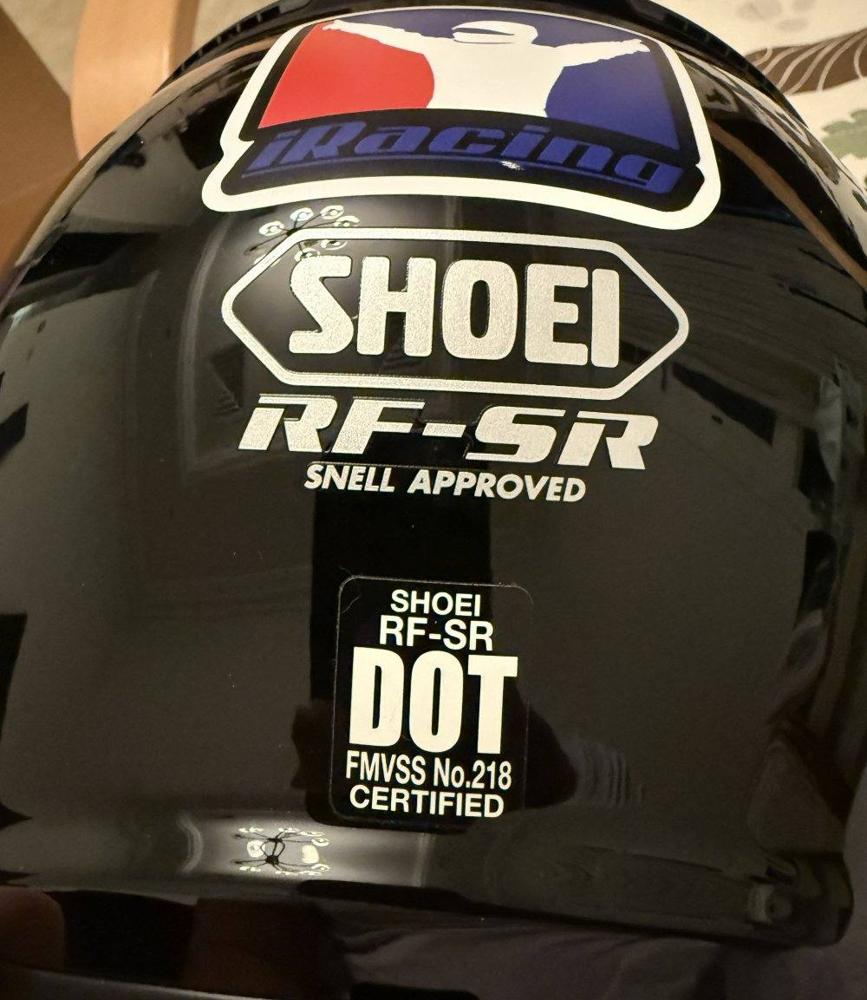 iRacing
SHOEI
RF-SR
SNELL APPROVED
SHOEI
RF-SR
DOT
FMVSS No.218
CERTIFIED